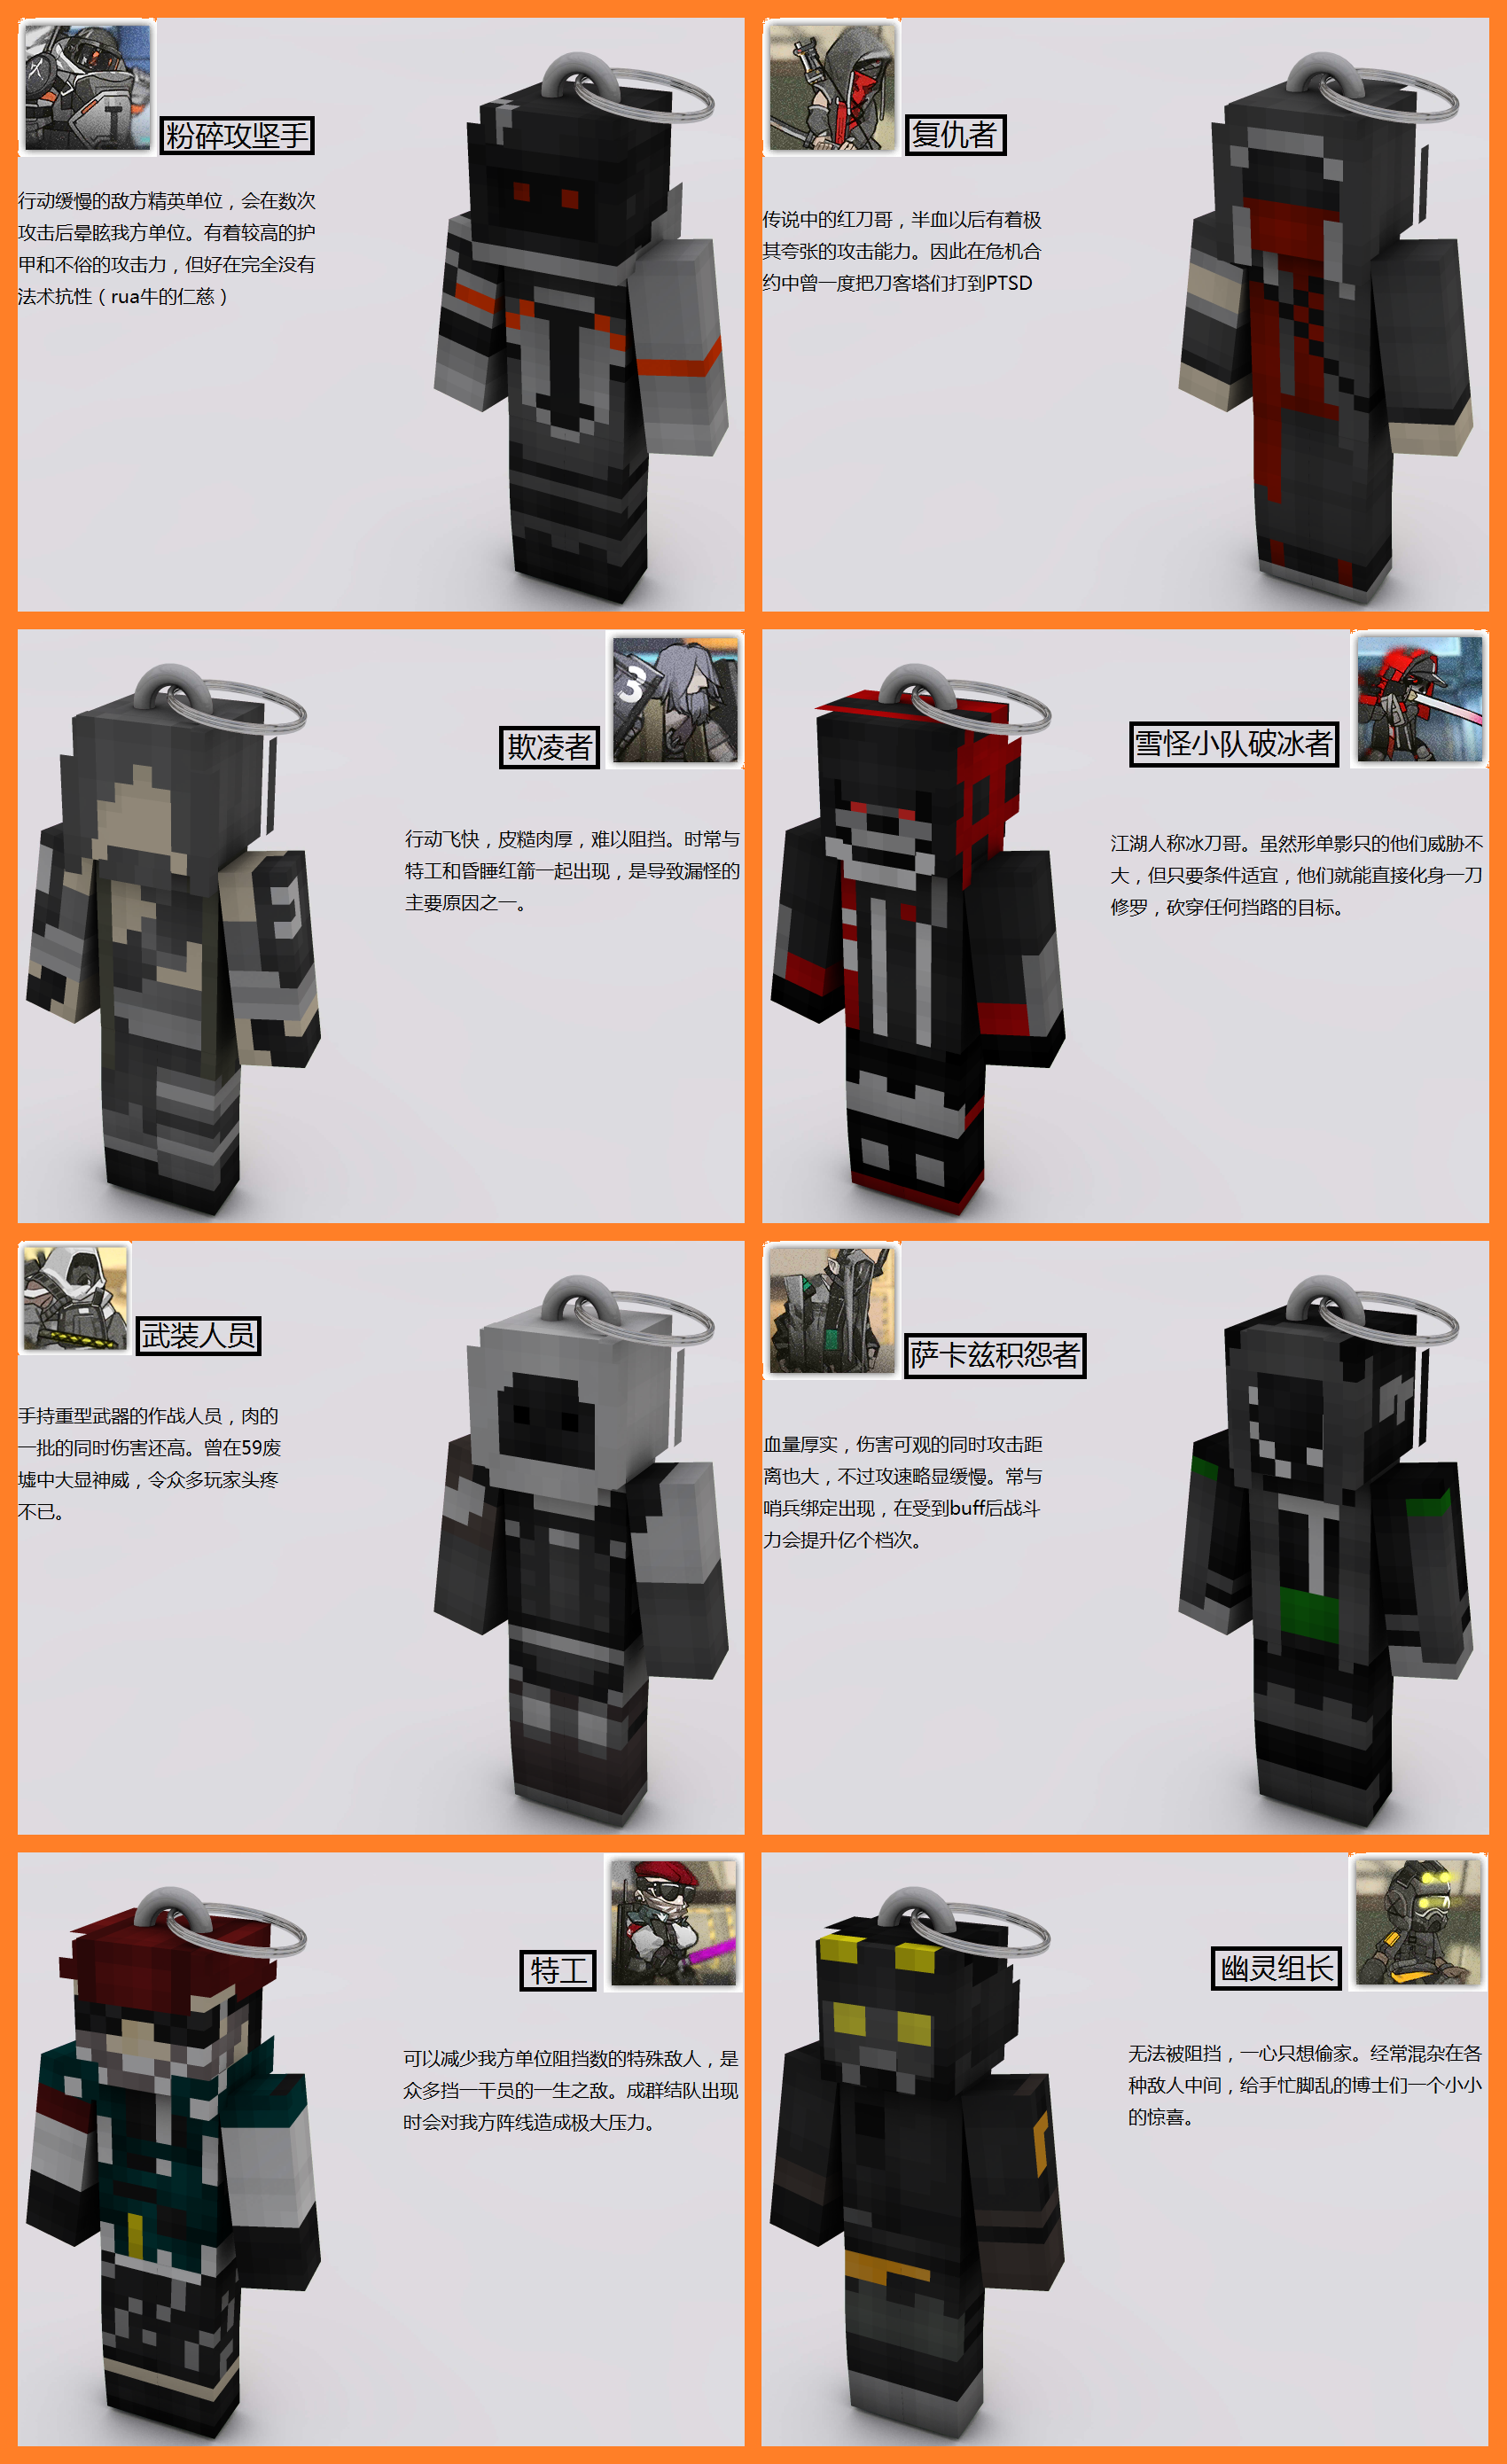 粉碎攻坚手
行动缓慢的敌方精英单位，会在数次
攻击后晕眩我方单位。有着较高的护
甲和不俗的攻击力，但好在完全没有
法术抗性（rua牛的仁慈）
复仇者
传说中的红刀哥，半血以后有着极
其夸张的攻击能力。因此在危机合
约中曾一度把刀客塔们打到PTSD
3
欺凌者
行动飞快，皮糙肉厚，难以阻挡。时常与
特工和昏睡红箭一起出现，是导致漏怪的
主要原因之一。
雪怪小队破冰者
江湖人称冰刀哥。虽然形单影只的他们威胁不
大，但只要条件适宜，他们就能直接化身一刀
修罗，砍穿任何挡路的目标。
武装人员
手持重型武器的作战人员，肉的
一批的同时伤害还高。曾在59废
墟中大显神威，令众多玩家头疼
不已。
萨卡兹积怨者
血量厚实，伤害可观的同时攻击距
离也大，不过攻速略显缓慢。常与
哨兵绑定出现，在受到buff后战斗
力会提升亿个档次。
特工
可以减少我方单位阻挡数的特殊敌人，是
众多挡一干员的一生之敌。成群结队出现
时会对我方阵线造成极大压力。
幽灵组长
无法被阻挡，一心只想偷家。经常混杂在各
种敌人中间，给手忙脚乱的博士们一个小小
的惊喜。